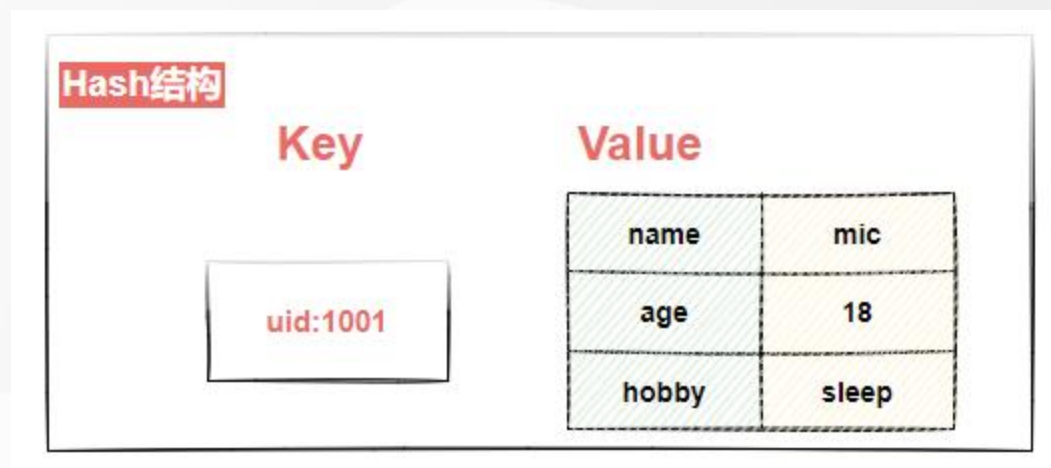 Hash结构
Key Value
name mic
uid:1001
age 18
hobby sleep